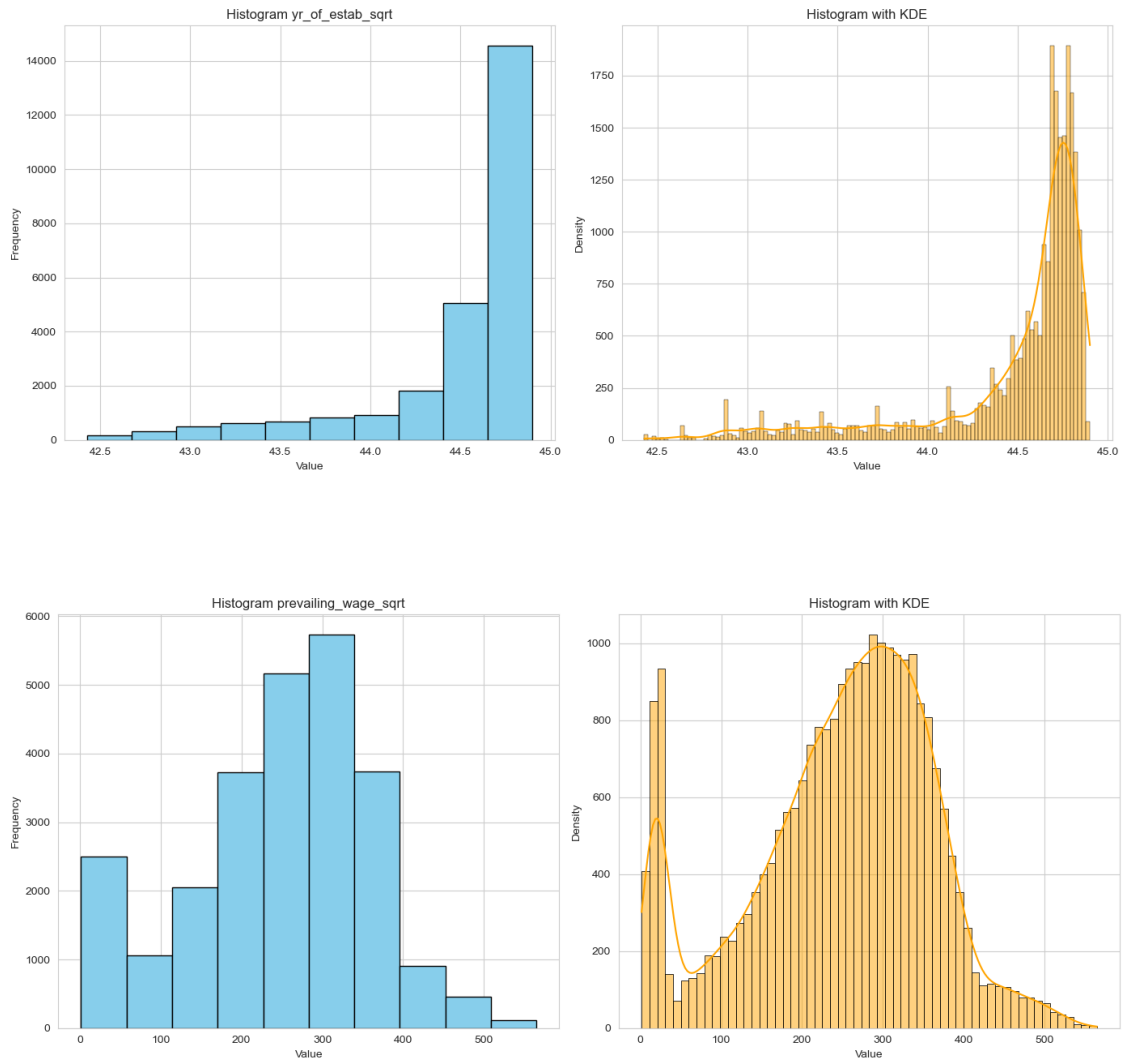 Histogram yr_of_estab_sqrt
Frequency
14000
12000
10000
8000
6000
4000
2000
0
42.5 43.0 43.5 44.0 44.5 45.0
Value
Histogram with KDE
Density
1750
1500
1250
1000
750
500
250
0
42.5 43.0 43.5 44.0 44.5 45.0
Value
Histogram prevailing_wage_sqrt
Frequency
6000
5000
4000
3000
2000
1000
0
0 100 200 300 400 500
Value
Histogram with KDE
Density
1000
800
600
400
200
0
0 100 200 300 400 500
Value